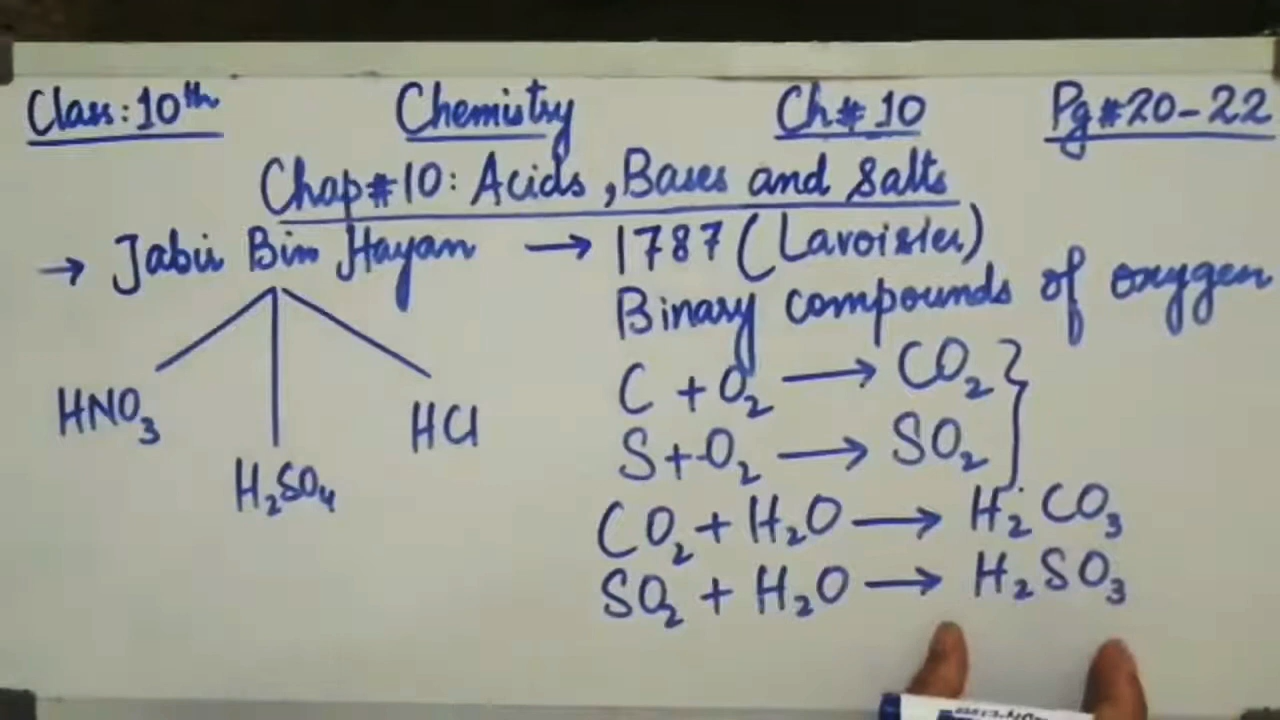 Class: 10th Chemistry Ch# 10 Pg#20-22
Chap#10: Acids, Bases and Salts
→ Jabir Bin Hayan → 1787 (Lavoisier)
Binary compounds of oxygen
C + O₂ → CO₂
S + O₂ → SO₂
CO₂ + H₂O → H₂CO₃
SO₂ + H₂O → H₂SO₃
HNO₃
H₂SO₄
HCl